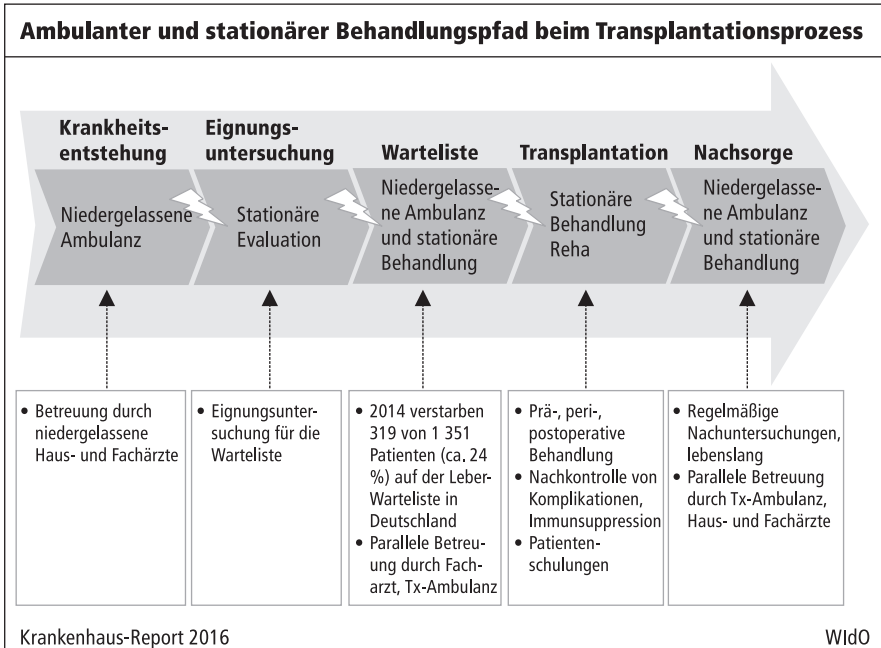 Ambulanter und stationärer Behandlungspfad beim Transplantationsprozess
Krankheits-
entstehung
Niedergelassene
Ambulanz
Eignungs-
untersuchung
Stationäre
Evaluation
Warteliste
Niedergelasse-
ne Ambulanz
und stationäre
Behandlung
Transplantation
Stationäre
Behandlung
Reha
Nachsorge
Niedergelasse-
ne Ambulanz
und stationäre
Behandlung
• Betreuung durch
niedergelassene
Haus- und Fachärzte
• Eignungsunter-
suchung für die
Warteliste
• 2014 verstarben
319 von 1 351
Patienten (ca. 24
%) auf der Leber-
Warteliste in
Deutschland
• Parallele Betreu-
ung durch Fach-
arzt, Tx-Ambulanz
• Prä-, peri-,
postoperative
Behandlung
• Nachkontrolle von
Komplikationen,
Immunsuppression
• Patienten-
schulungen
• Regelmäßige
Nachuntersuchungen,
lebenslang
• Parallele Betreuung
durch Tx-Ambulanz,
Haus- und Fachärzte
Krankenhaus-Report 2016
WIdO